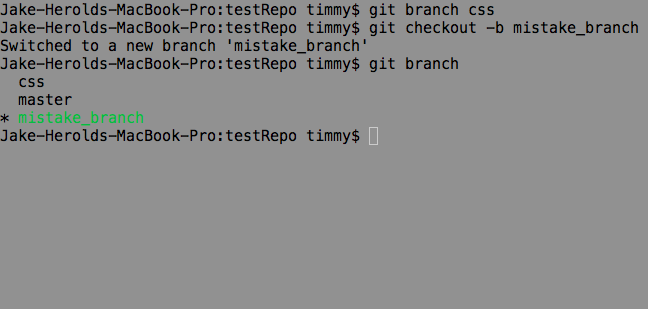 Jake-Herolds-MacBook-Pro:testRepo timmy$ git branch css
Jake-Herolds-MacBook-Pro:testRepo timmy$ git checkout -b mistake_branch
Switched to a new branch 'mistake_branch'
Jake-Herolds-MacBook-Pro:testRepo timmy$ git branch
  css
  master
* mistake_branch
Jake-Herolds-MacBook-Pro:testRepo timmy$